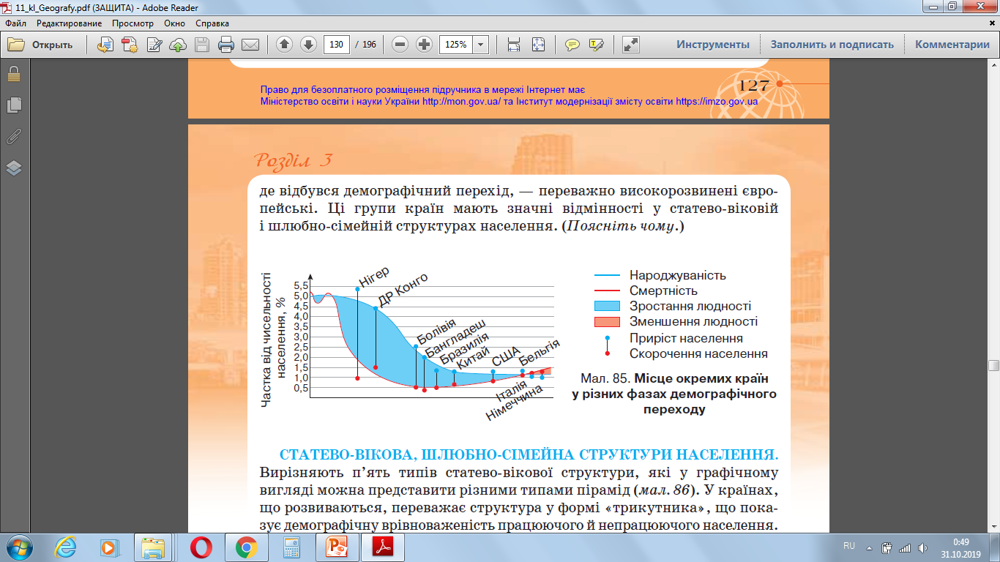 11_kl_Geografy.pdf (ЗАЩИТА) - Adobe Reader
Файл Редактирование Просмотр Окно Справка
Открыть 130 / 196 125% Инструменты Заполнить и подписать Комментарии
127
Право для безоплатного розміщення підручника в мережі Інтернет має
Міністерство освіти і науки України http://mon.gov.ua/ та Інститут модернізації змісту освіти https://imzo.gov.ua
Розділ 3
де відбувся демографічний перехід, — переважно високорозвинені євро-
пейські. Ці групи країн мають значні відмінності у статево-віковій
і шлюбно-сімейній структурах населення. (Поясніть чому.)
Частка від чисельності
населення, %
5,5
5,0
4,5
4,0
3,5
3,0
2,5
2,0
1,5
1,0
0,5
Нігер
ДР Конго
Болівія
Бангладеш
Бразилія
Китай
США
Бельгія
Італія
Німеччина
Народжуваність
Смертність
Зростання людності
Зменшення людності
Приріст населення
Скорочення населення
Мал. 85. Місце окремих країн
у різних фазах демографічного
переходу
СТАТЕВО-ВІКОВА, ШЛЮБНО-СІМЕЙНА СТРУКТУРИ НАСЕЛЕННЯ.
Вирізняють п’ять типів статево-вікової структури, які у графічному
вигляді можна представити різними типами пірамід (мал. 86). У країнах,
що розвиваються, переважає структура у формі «трикутника», що пока-
зує демографічну врівноваженість працюючого й непрацюючого населення.
RU
0:49
31.10.2019